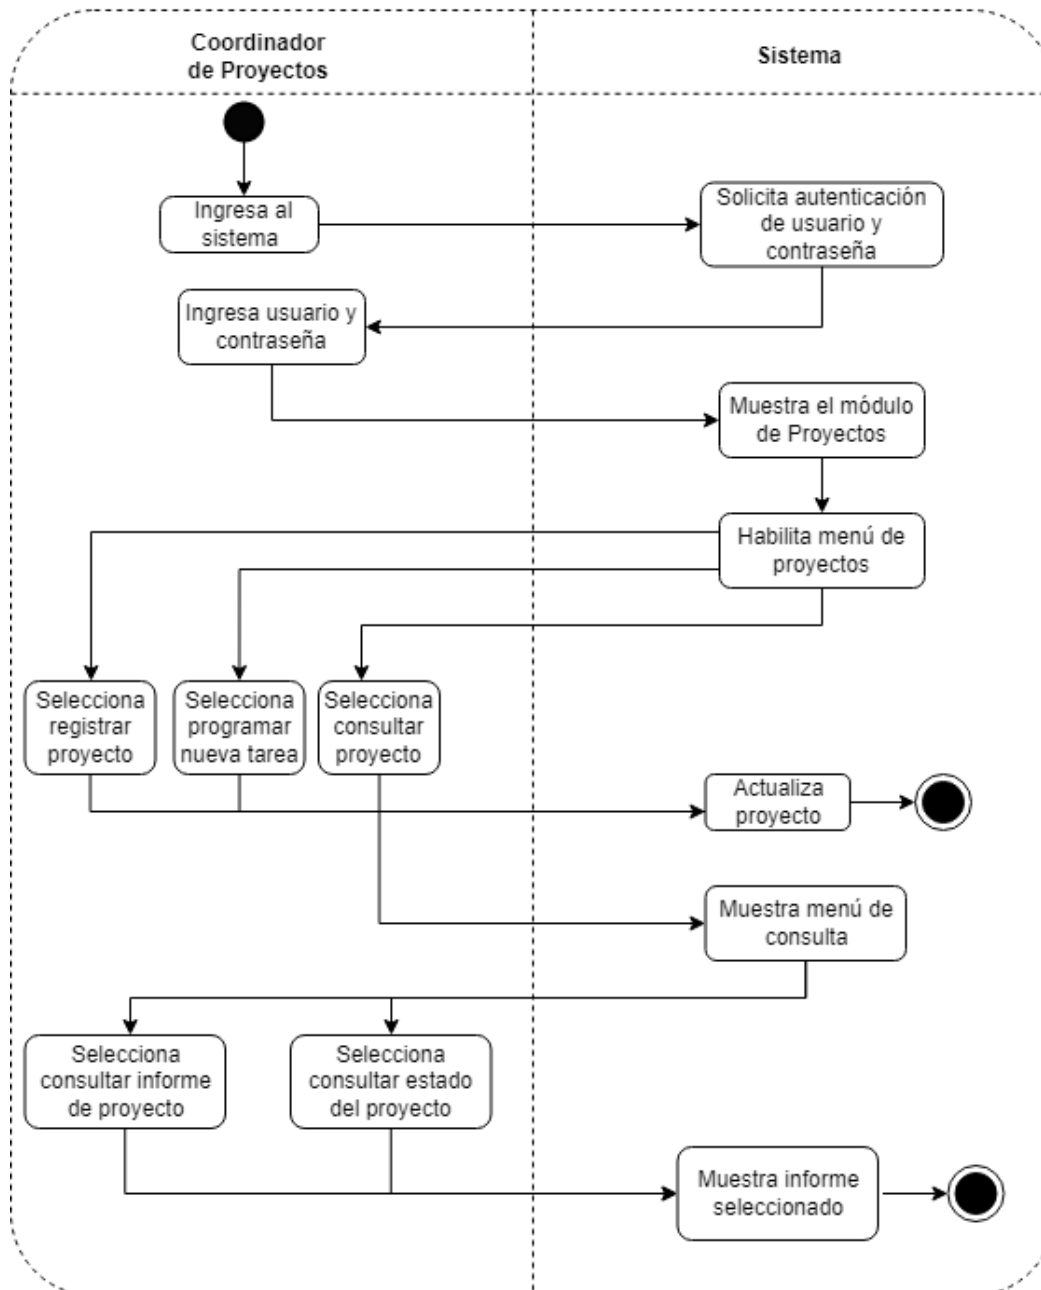 Coordinador
de Proyectos
Sistema
Ingresa al
sistema
Solicita autenticación
de usuario y
contraseña
Ingresa usuario y
contraseña
Muestra el módulo
de Proyectos
Habilita menú de
proyectos
Selecciona
registrar
proyecto
Selecciona
programar
nueva tarea
Selecciona
consultar
proyecto
Actualiza
proyecto
Muestra menú de
consulta
Selecciona
consultar informe
de proyecto
Selecciona
consultar estado
del proyecto
Muestra informe
seleccionado